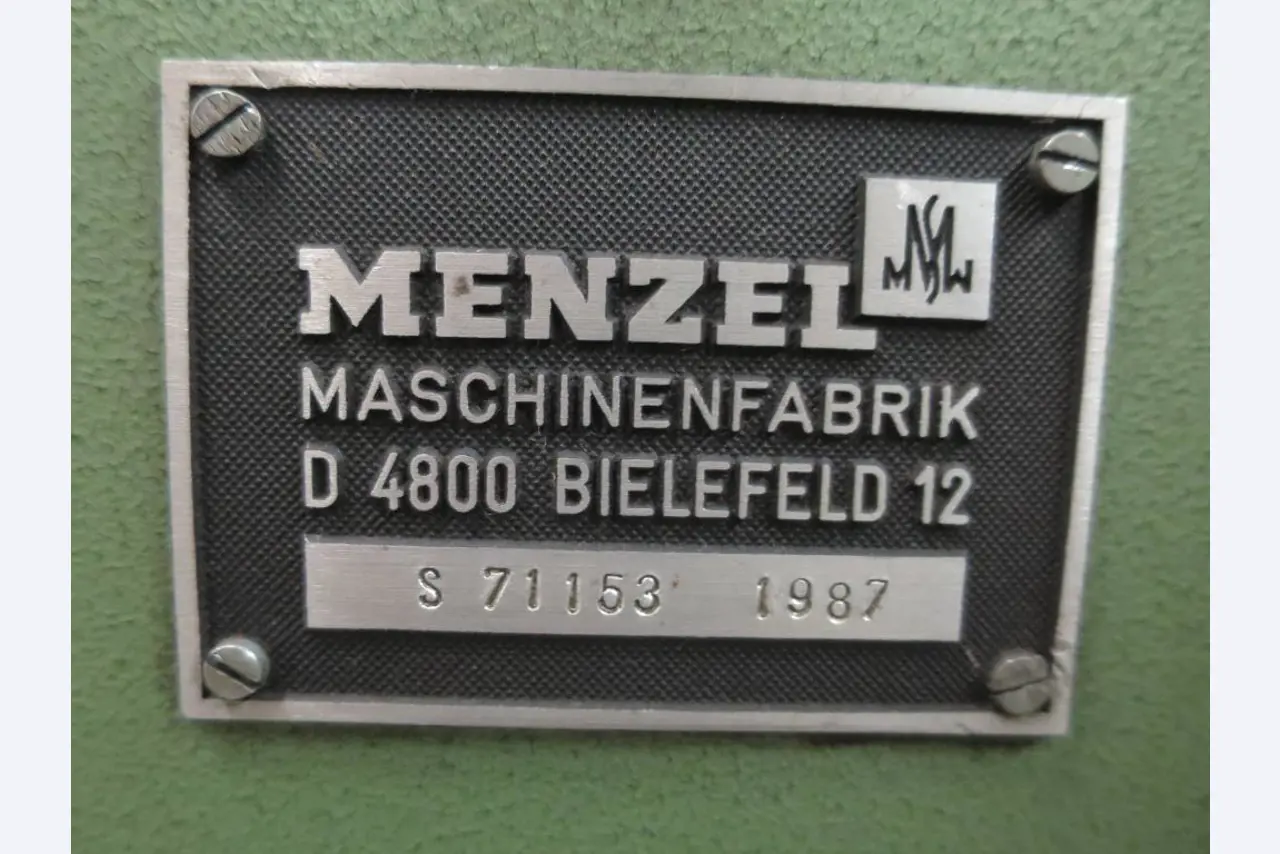 MENZEL
MASCHINENFABRIK
D 4800 BIELEFELD 12
S 71153 1987